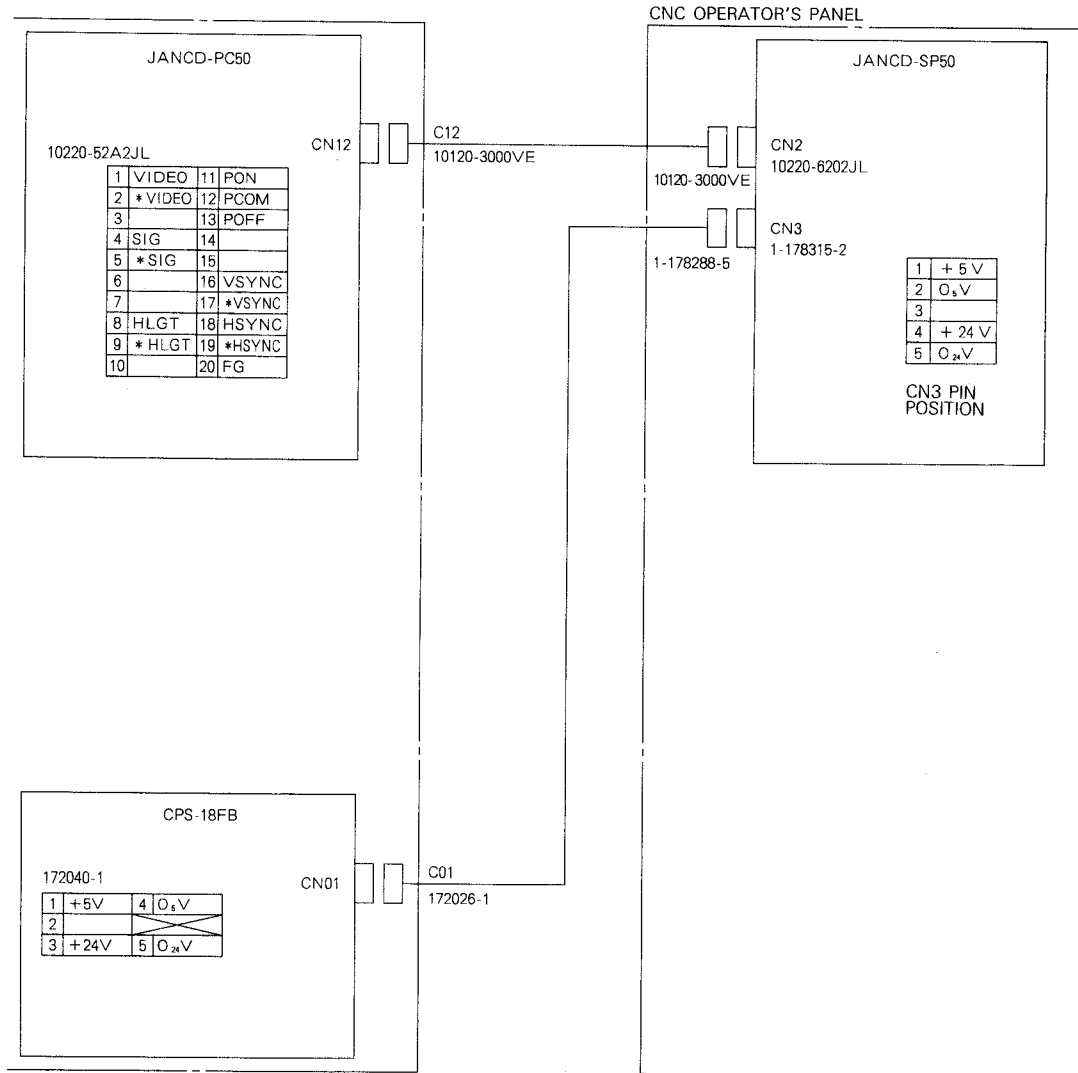 CNC OPERATOR'S PANEL
JANCD-PC50
CN12
10220-52A2JL
1 VIDEO 11 PON
2 *VIDEO 12 PCOM
3 13 POFF
4 SIG 14
5 *SIG 15
6 16 VSYNC
7 17 *VSYNC
8 HLGT 18 HSYNC
9 *HLGT 19 *HSYNC
10 20 FG
C12
10120-3000VE
JANCD-SP50
CN2
10220-6202JL
10120-3000VE
CN3
1-178315-2
1-178288-5
1 +5V
2 0₅V
3
4 +24V
5 0₂₄V
CN3 PIN
POSITION
CPS-18FB
172040-1
CN01
1 +5V 4 0₅V
2
3 +24V 5 0₂₄V
C01
172026-1